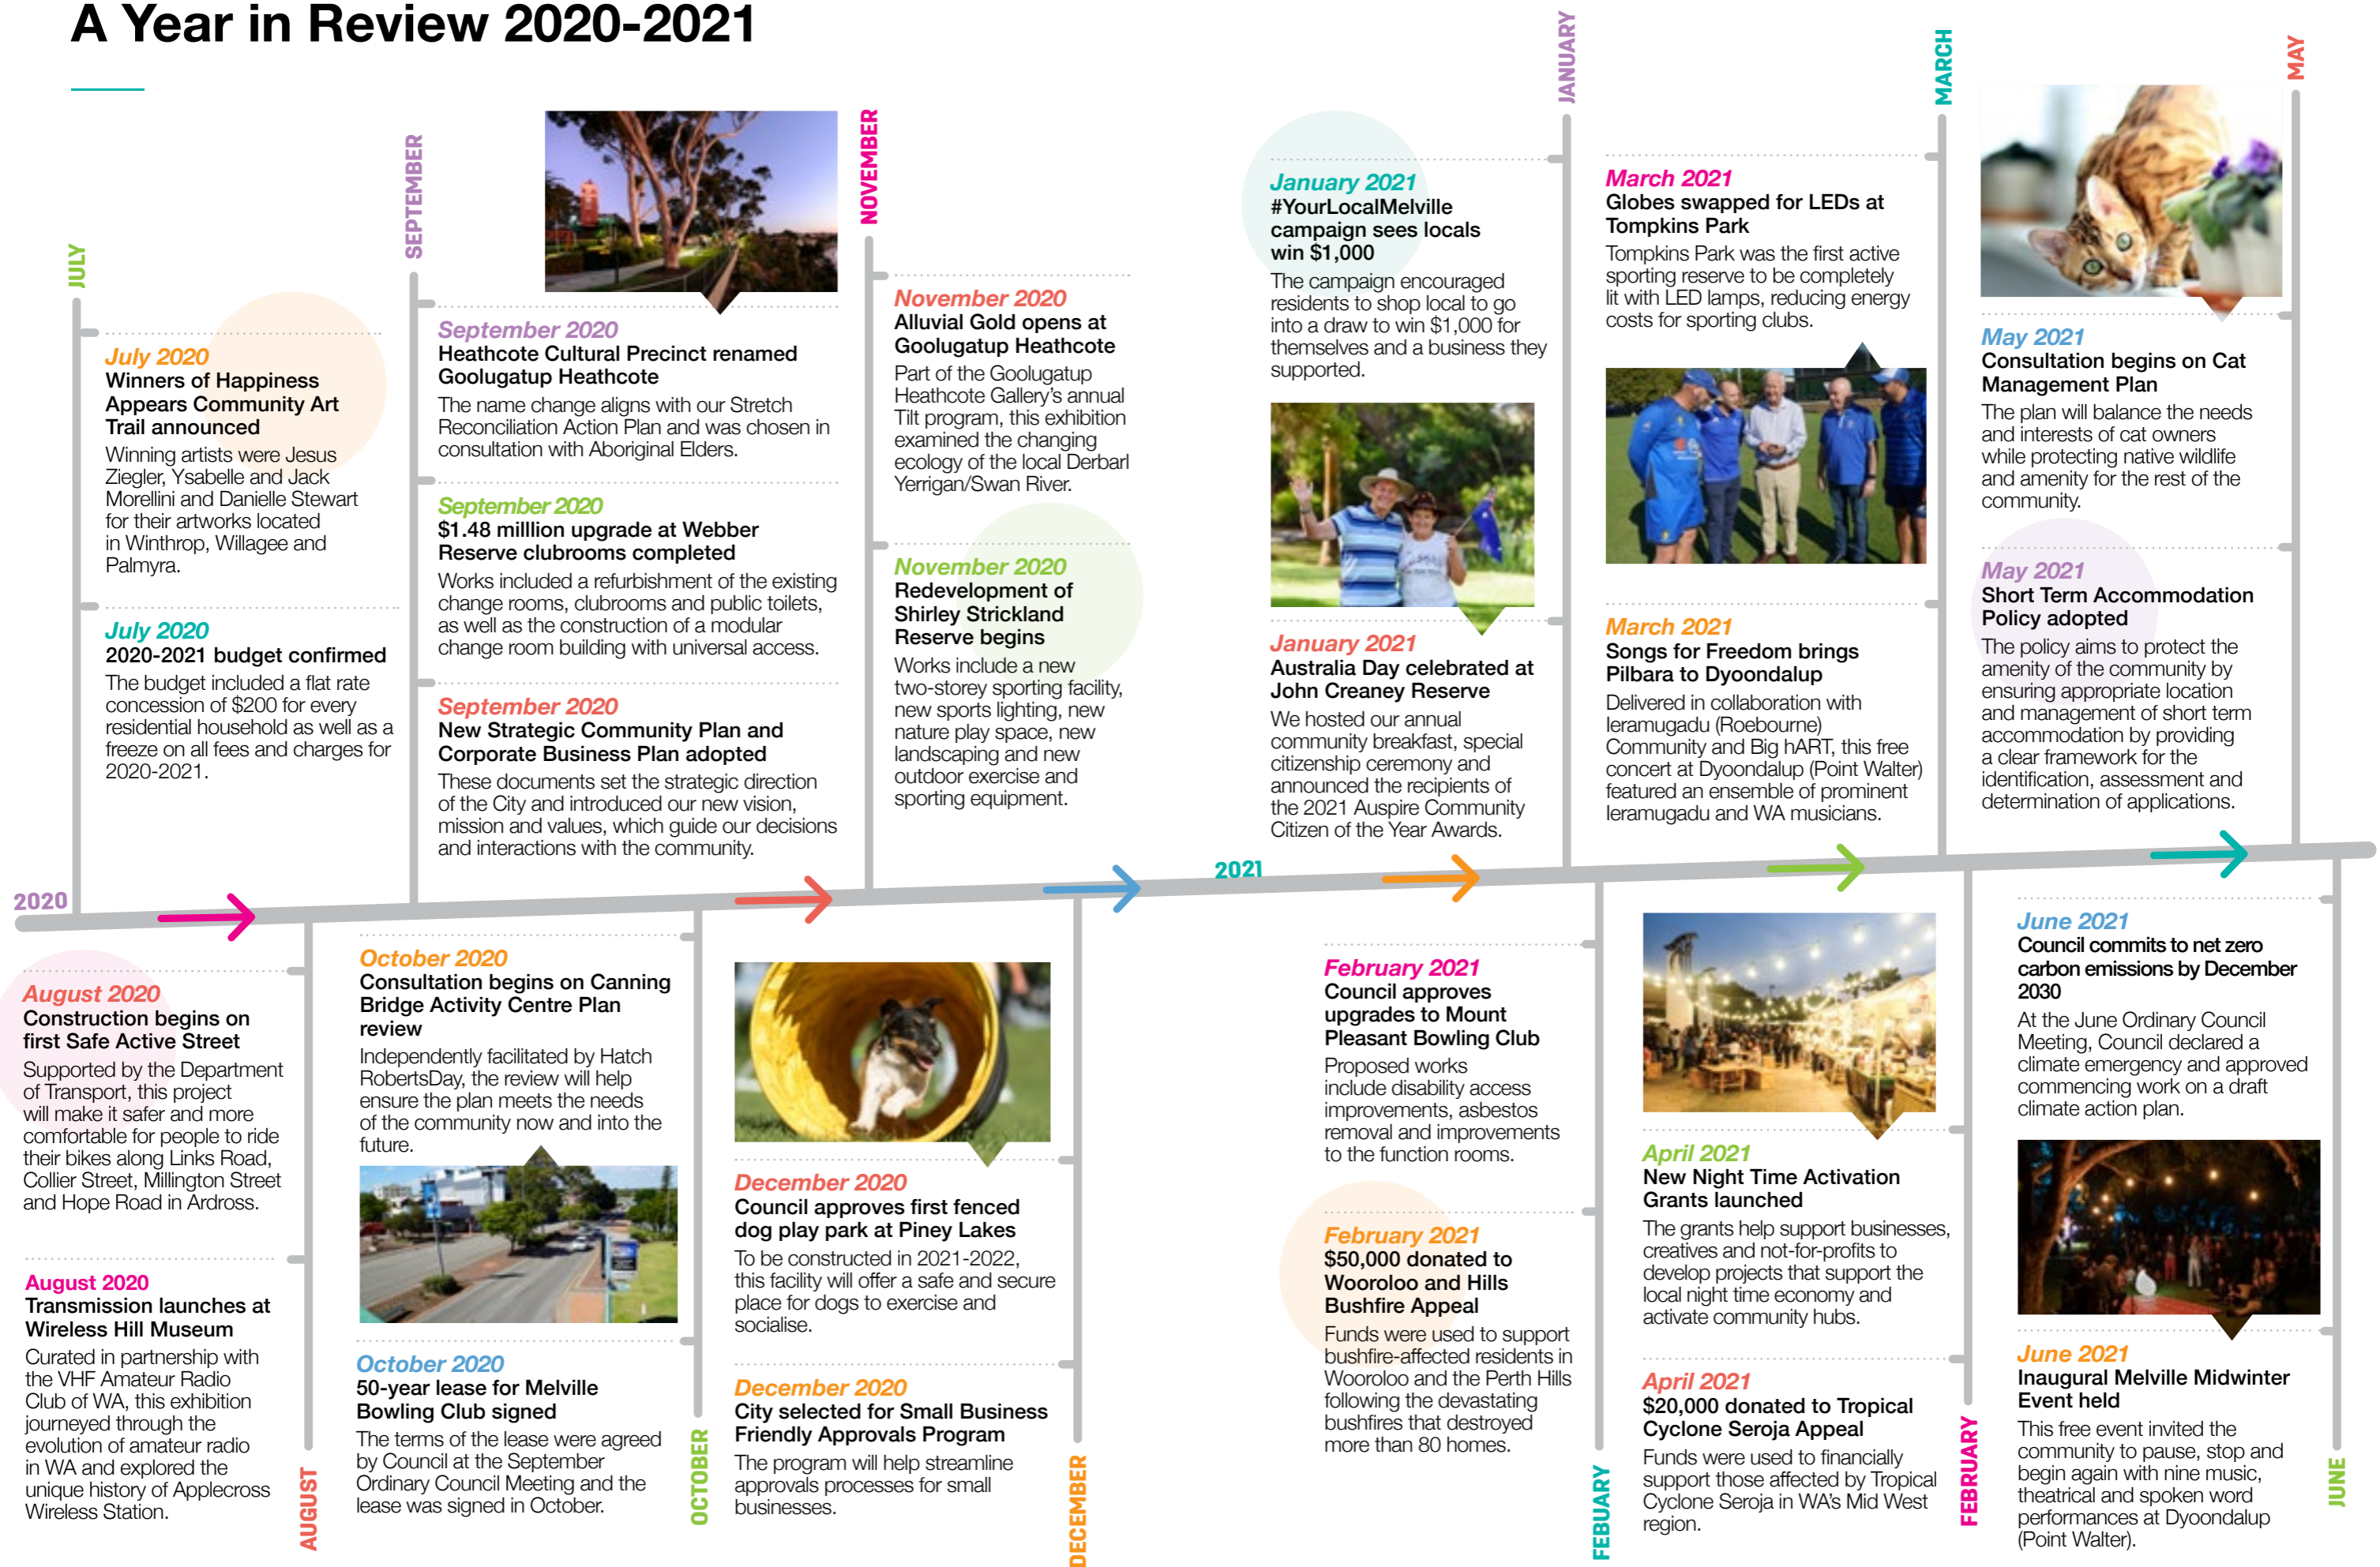 A Year in Review 2020-2021
JULY
July 2020
Winners of Happiness
Appears Community Art
Trail announced
Winning artists were Jesus
Ziegler, Ysabelle and Jack
Morellini and Danielle Stewart
for their artworks located
in Winthrop, Willagee and
Palmyra.
July 2020
2020-2021 budget confirmed
The budget included a flat rate
concession of $200 for every
residential household as well as a
freeze on all fees and charges for
2020-2021.
SEPTEMBER
September 2020
Heathcote Cultural Precinct renamed
Goolugatup Heathcote
The name change aligns with our Stretch
Reconciliation Action Plan and was chosen in
consultation with Aboriginal Elders.
September 2020
$1.48 milllion upgrade at Webber
Reserve clubrooms completed
Works included a refurbishment of the existing
change rooms, clubrooms and public toilets,
as well as the construction of a modular
change room building with universal access.
September 2020
New Strategic Community Plan and
Corporate Business Plan adopted
These documents set the strategic direction
of the City and introduced our new vision,
mission and values, which guide our decisions
and interactions with the community.
NOVEMBER
November 2020
Alluvial Gold opens at
Goolugatup Heathcote
Part of the Goolugatup
Heathcote Gallery's annual
Tilt program, this exhibition
examined the changing
ecology of the local Derbarl
Yerrigan/Swan River.
November 2020
Redevelopment of
Shirley Strickland
Reserve begins
Works include a new
two-storey sporting facility,
new sports lighting, new
nature play space, new
landscaping and new
outdoor exercise and
sporting equipment.
JANUARY
January 2021
#YourLocalMelville
campaign sees locals
win $1,000
The campaign encouraged
residents to shop local to go
into a draw to win $1,000 for
themselves and a business they
supported.
January 2021
Australia Day celebrated at
John Creaney Reserve
We hosted our annual
community breakfast, special
citizenship ceremony and
announced the recipients of
the 2021 Auspire Community
Citizen of the Year Awards.
MARCH
March 2021
Globes swapped for LEDs at
Tompkins Park
Tompkins Park was the first active
sporting reserve to be completely
lit with LED lamps, reducing energy
costs for sporting clubs.
March 2021
Songs for Freedom brings
Pilbara to Dyoondalup
Delivered in collaboration with
Ieramugadu (Roebourne)
Community and Big hART, this free
concert at Dyoondalup (Point Walter)
featured an ensemble of prominent
Ieramugadu and WA musicians.
MAY
May 2021
Consultation begins on Cat
Management Plan
The plan will balance the needs
and interests of cat owners
while protecting native wildlife
and amenity for the rest of the
community.
May 2021
Short Term Accommodation
Policy adopted
The policy aims to protect the
amenity of the community by
ensuring appropriate location
and management of short term
accommodation by providing
a clear framework for the
identification, assessment and
determination of applications.
2020
2021
August 2020
Construction begins on
first Safe Active Street
Supported by the Department
of Transport, this project
will make it safer and more
comfortable for people to ride
their bikes along Links Road,
Collier Street, Millington Street
and Hope Road in Ardross.
August 2020
Transmission launches at
Wireless Hill Museum
Curated in partnership with
the VHF Amateur Radio
Club of WA, this exhibition
journeyed through the
evolution of amateur radio
in WA and explored the
unique history of Applecross
Wireless Station.
AUGUST
October 2020
Consultation begins on Canning
Bridge Activity Centre Plan
review
Independently facilitated by Hatch
RobertsDay, the review will help
ensure the plan meets the needs
of the community now and into the
future.
October 2020
50-year lease for Melville
Bowling Club signed
The terms of the lease were agreed
by Council at the September
Ordinary Council Meeting and the
lease was signed in October.
OCTOBER
December 2020
Council approves first fenced
dog play park at Piney Lakes
To be constructed in 2021-2022,
this facility will offer a safe and secure
place for dogs to exercise and
socialise.
December 2020
City selected for Small Business
Friendly Approvals Program
The program will help streamline
approvals processes for small
businesses.
DECEMBER
February 2021
Council approves
upgrades to Mount
Pleasant Bowling Club
Proposed works
include disability access
improvements, asbestos
removal and improvements
to the function rooms.
February 2021
$50,000 donated to
Wooroloo and Hills
Bushfire Appeal
Funds were used to support
bushfire-affected residents in
Wooroloo and the Perth Hills
following the devastating
bushfires that destroyed
more than 80 homes.
FEBUARY
April 2021
New Night Time Activation
Grants launched
The grants help support businesses,
creatives and not-for-profits to
develop projects that support the
local night time economy and
activate community hubs.
April 2021
$20,000 donated to Tropical
Cyclone Seroja Appeal
Funds were used to financially
support those affected by Tropical
Cyclone Seroja in WA's Mid West
region.
FEBRUARY
June 2021
Council commits to net zero
carbon emissions by December
2030
At the June Ordinary Council
Meeting, Council declared a
climate emergency and approved
commencing work on a draft
climate action plan.
June 2021
Inaugural Melville Midwinter
Event held
This free event invited the
community to pause, stop and
begin again with nine music,
theatrical and spoken word
performances at Dyoondalup
(Point Walter).
JUNE